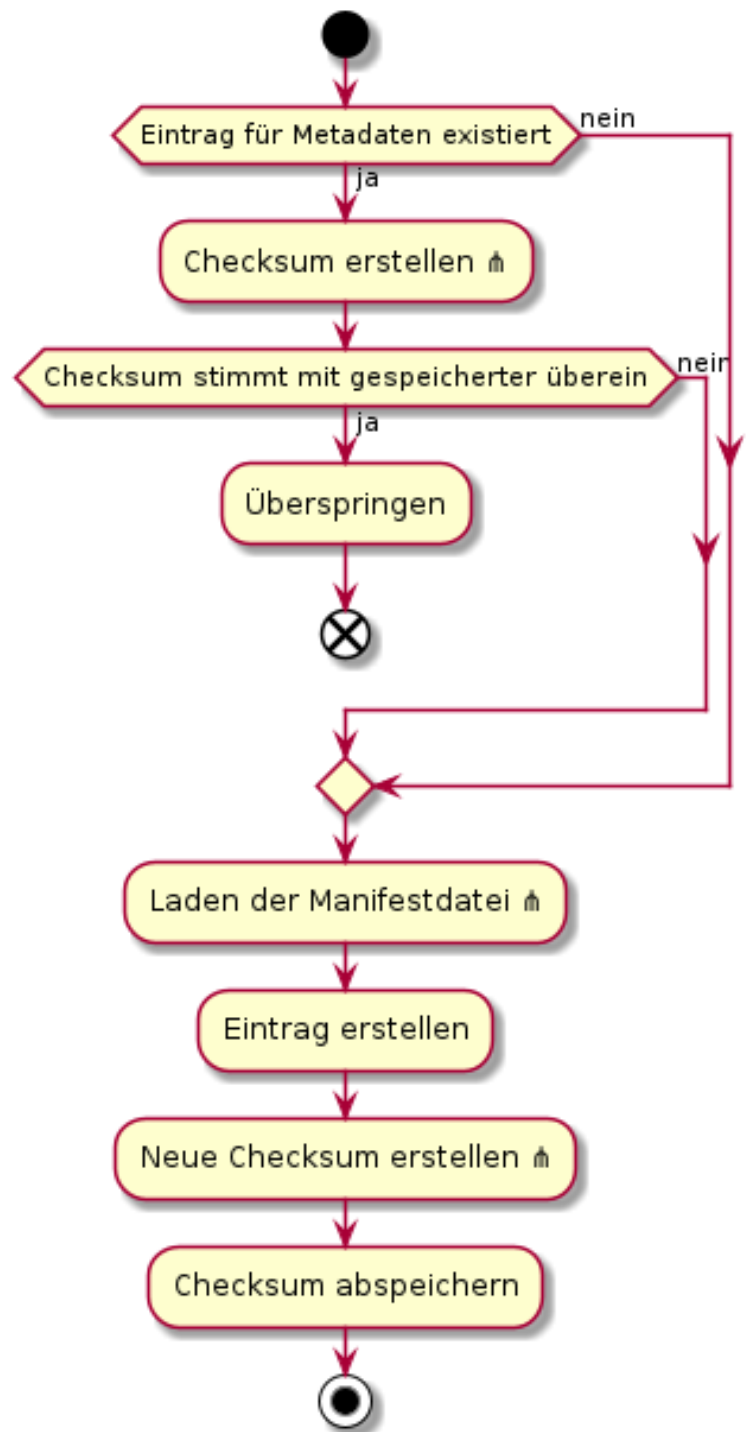 Eintrag für Metadaten existiert
nein
ja
Checksum erstellen ⋔
Checksum stimmt mit gespeicherter überein
nein
ja
Überspringen
Laden der Manifestdatei ⋔
Eintrag erstellen
Neue Checksum erstellen ⋔
Checksum abspeichern